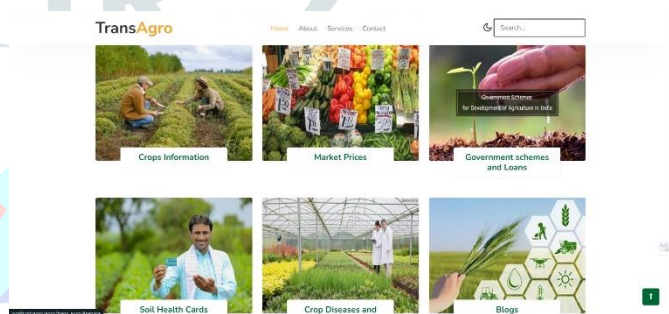 TransAgro
Home About Services Contact
Search...
Government Schemes
for Development of Agriculture in India
Crops Information
Market Prices
Government schemes
and Loans
Soil Health Cards
Crop Diseases and
Blogs